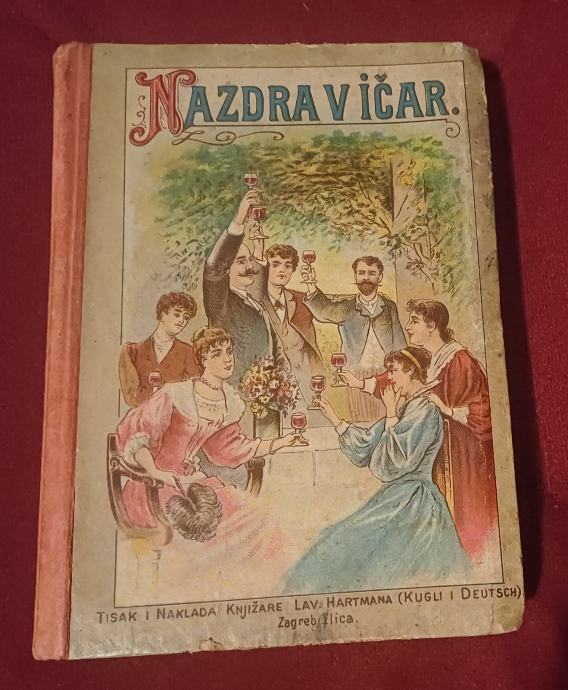 NAZDRAVIČAR.
TISAK I NAKLADA KNJIŽARE LAV. HARTMANA (KUGLI I DEUTSCH)
Zagreb, Ilica.